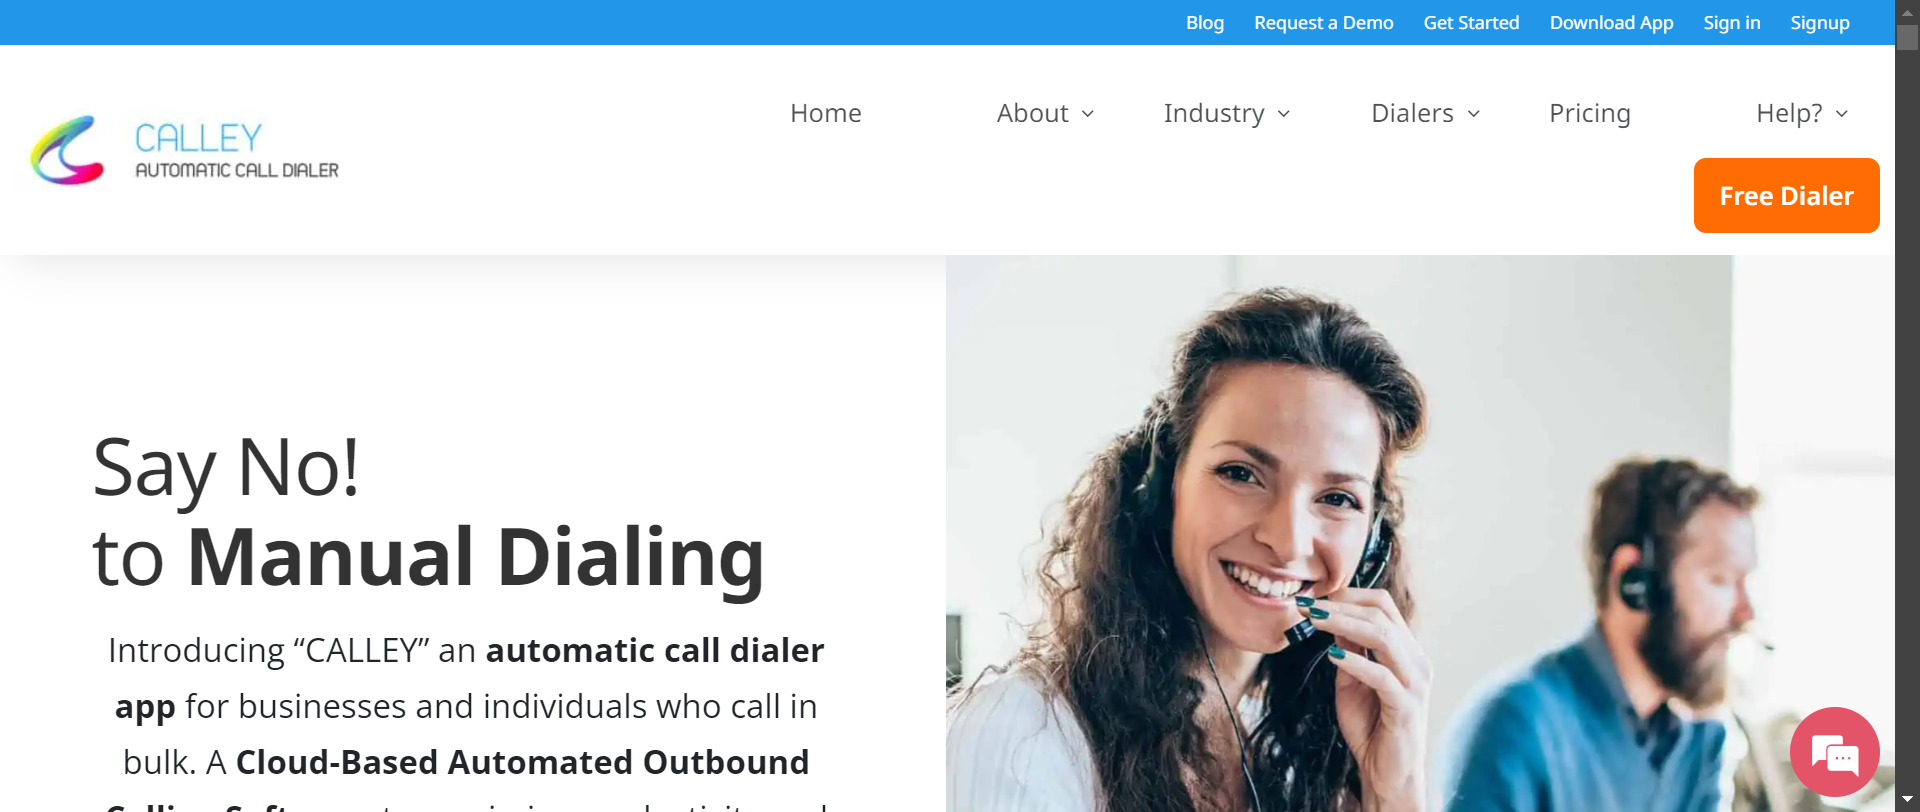 Blog Request a Demo Get Started Download App Sign in Signup
Home About Industry Dialers Pricing Help?
CALLEY
AUTOMATIC CALL DIALER
Free Dialer
Say No!
to Manual Dialing
Introducing “CALLEY” an automatic call dialer
app for businesses and individuals who call in
bulk. A Cloud-Based Automated Outbound